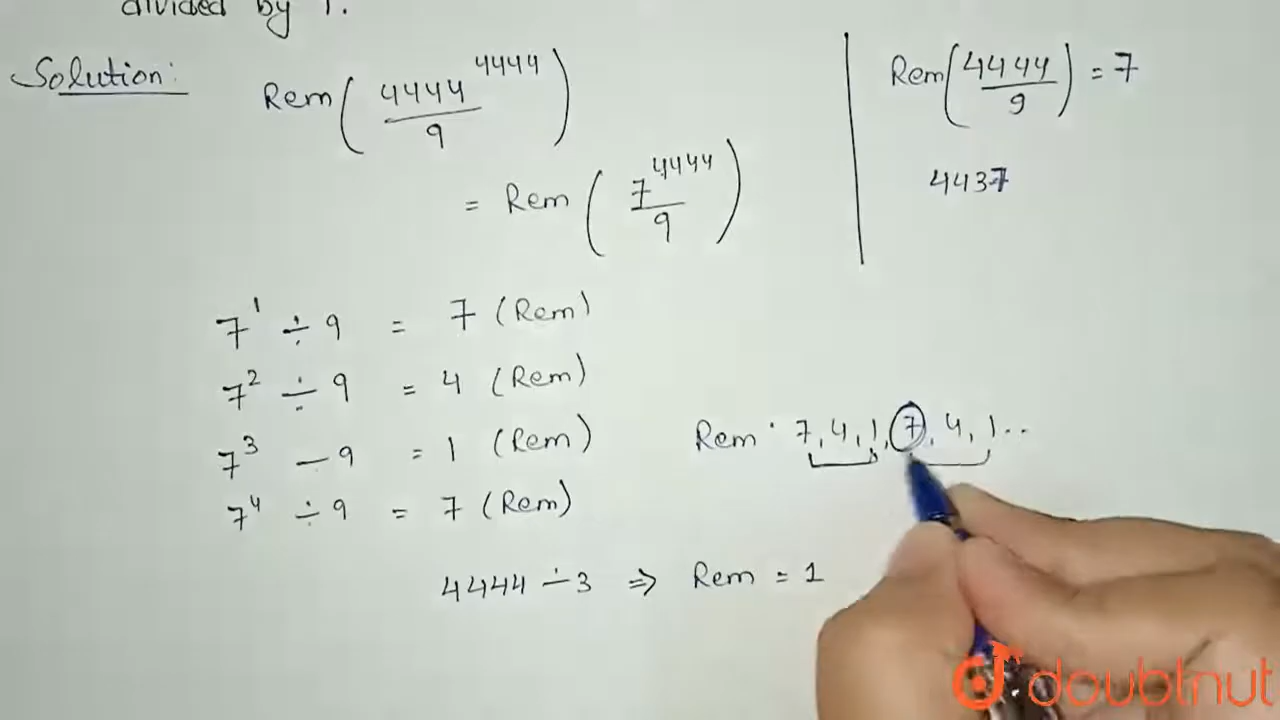 divided by 9.
Solution:
Rem(4444^4444/9)
= Rem(7^4444/9)
Rem(4444/9) = 7
4437
7^1 ÷ 9 = 7 (Rem)
7^2 ÷ 9 = 4 (Rem)
7^3 − 9 = 1 (Rem)
7^4 ÷ 9 = 7 (Rem)
Rem · 7, 4, 1, 7, 4, 1 ..
4444 ÷ 3 ⇒ Rem = 1
doubtnut